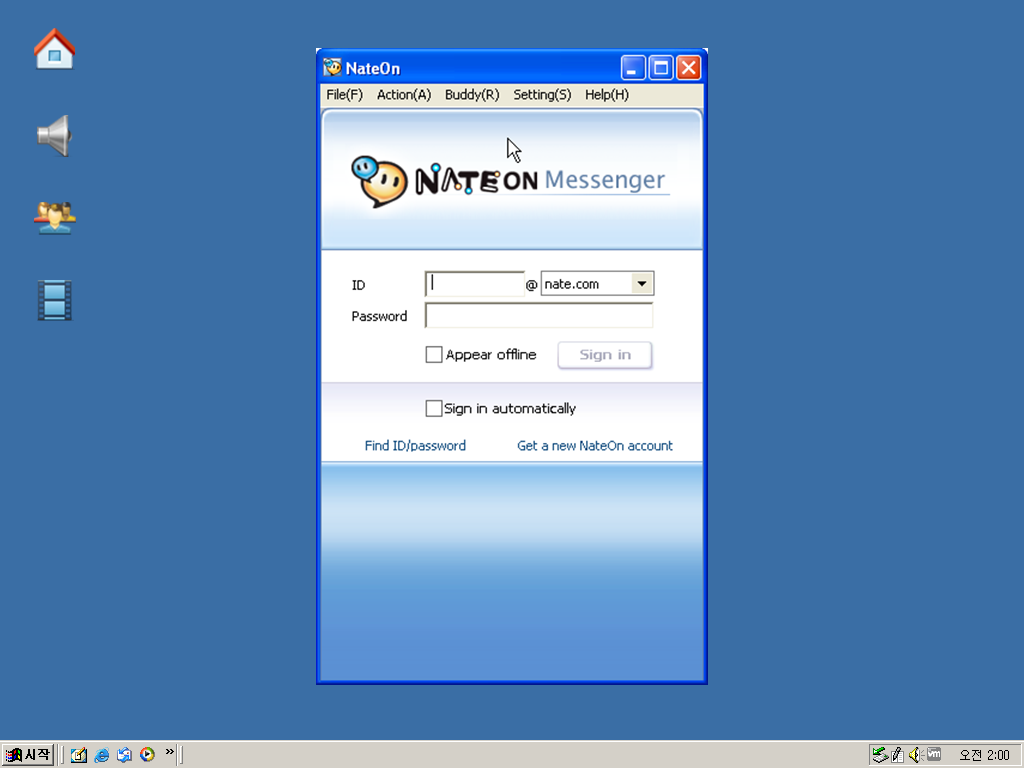 NateOn
File(F) Action(A) Buddy(R) Setting(S) Help(H)
NATEON Messenger
ID @ nate.com
Password
Appear offline Sign in
Sign in automatically
Find ID/password Get a new NateOn account
시작 » 오전 2:00